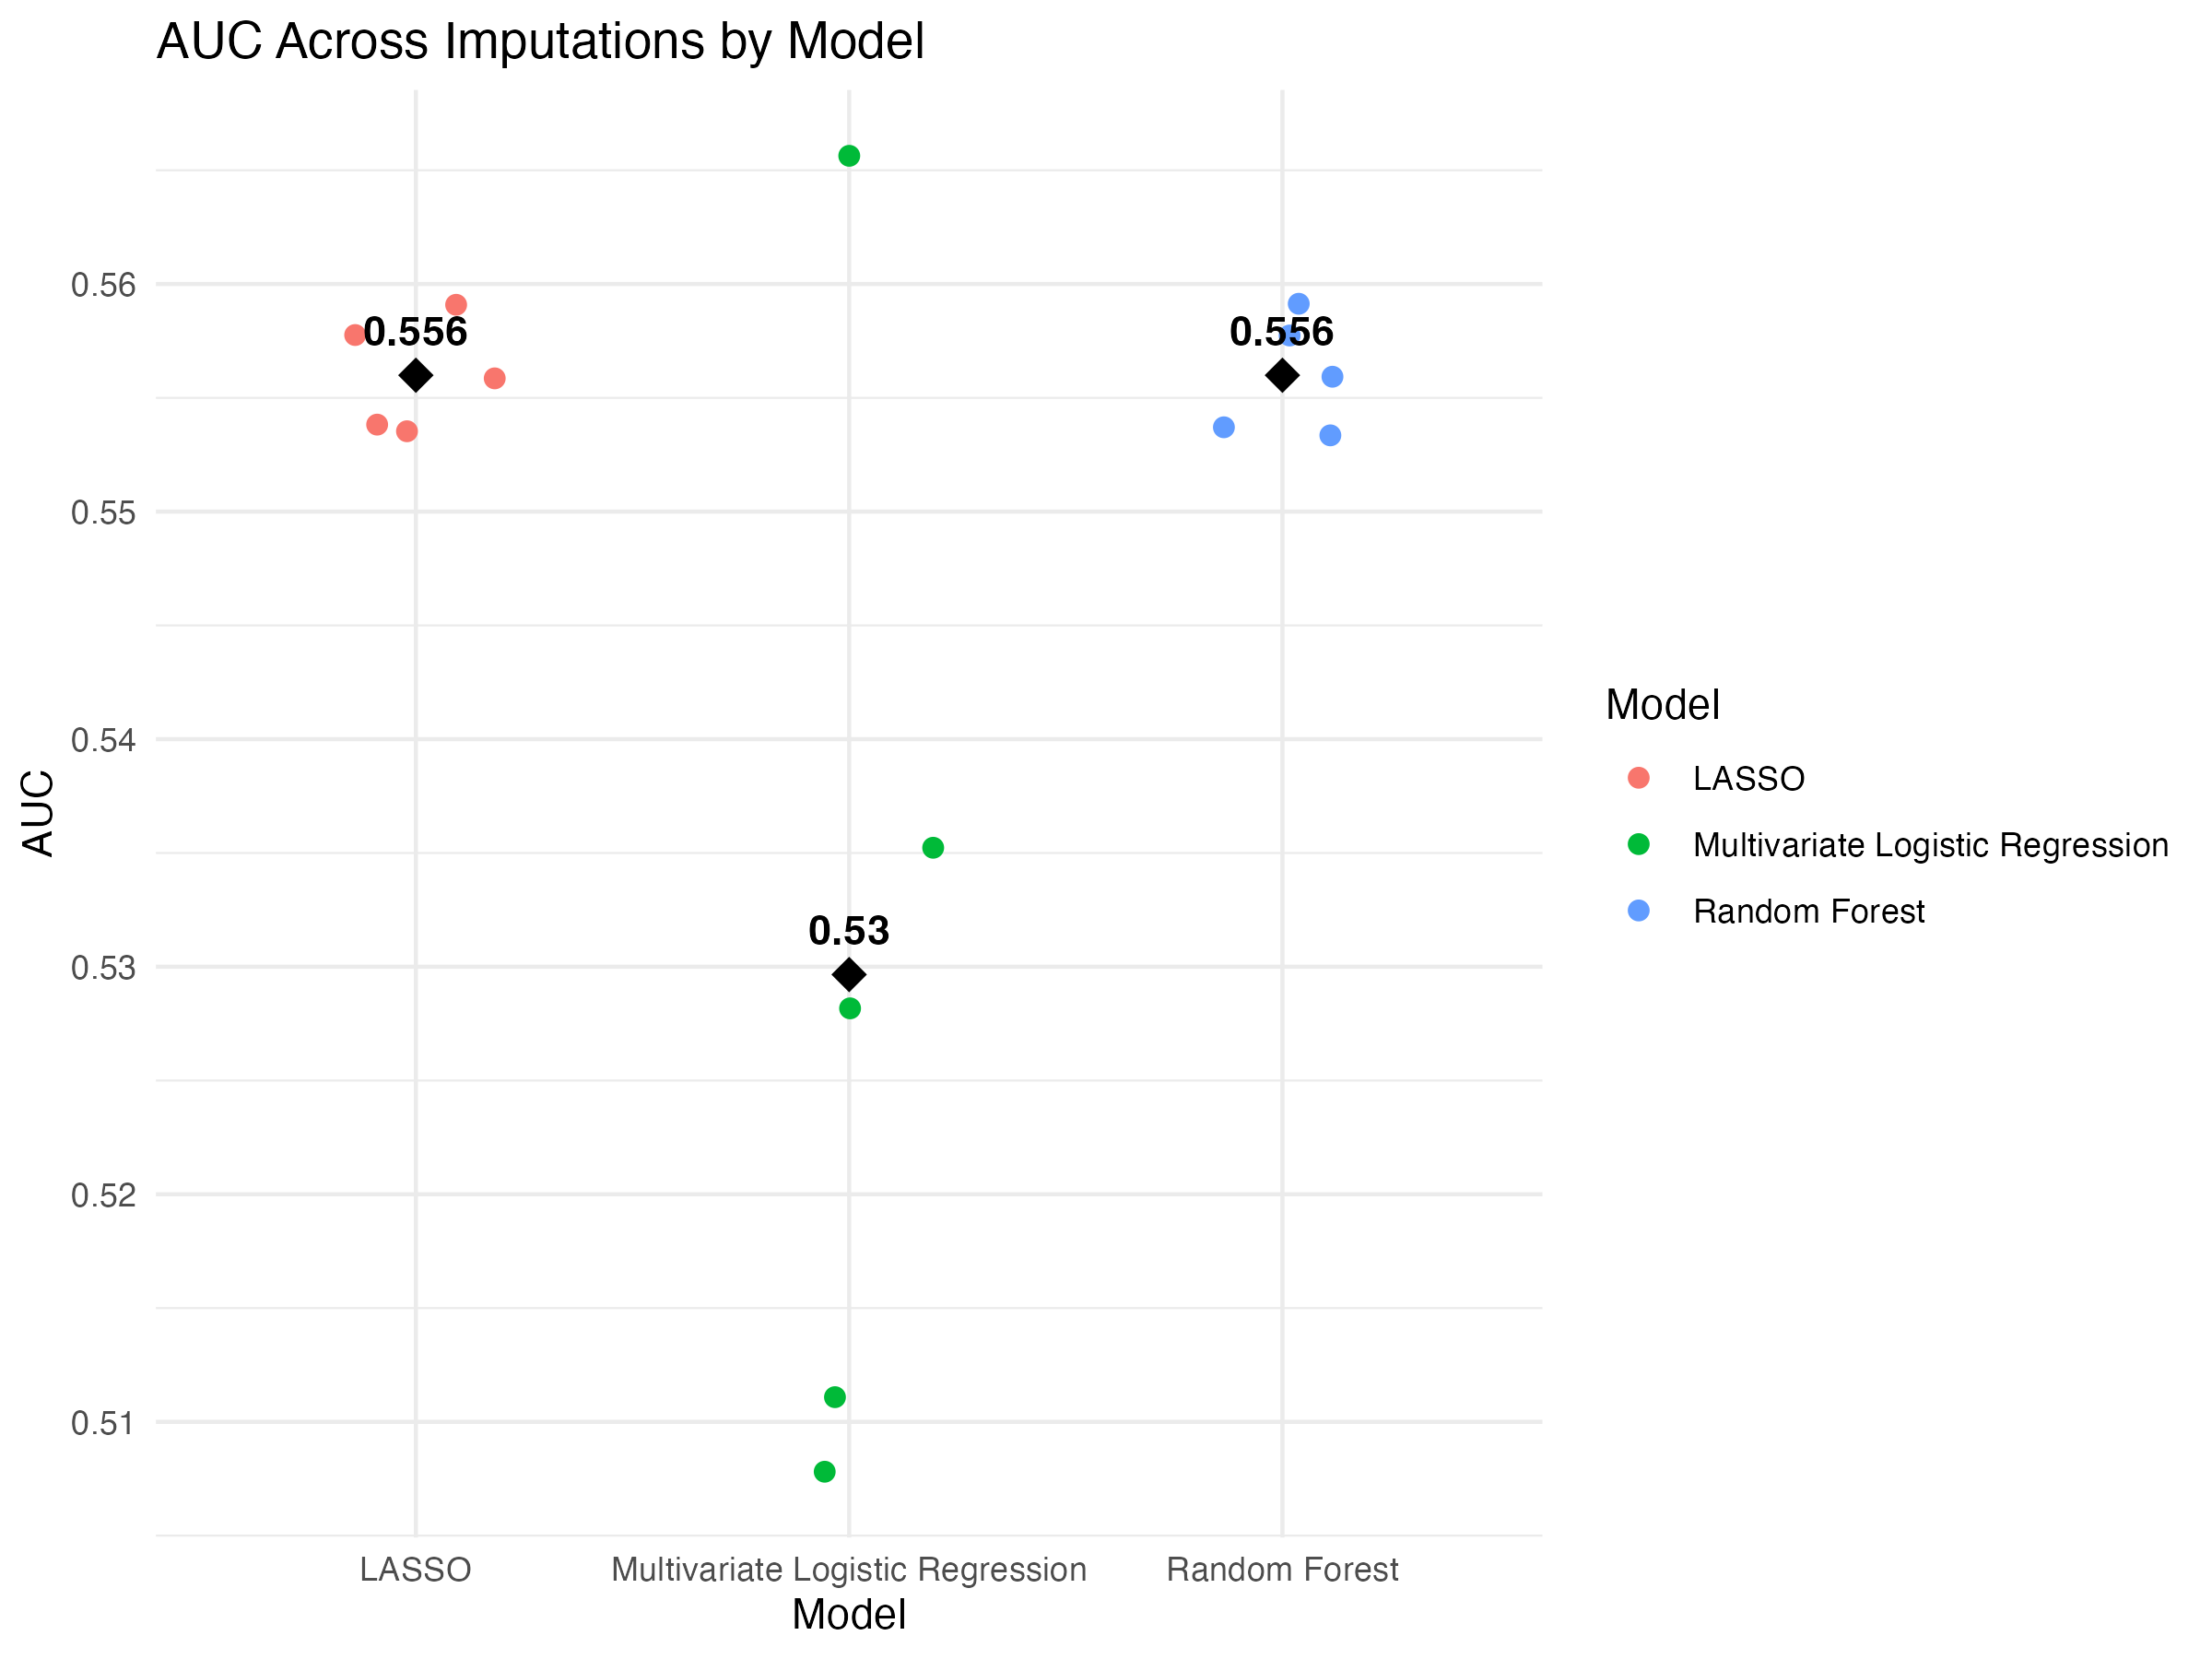 AUC Across Imputations by Model
0.56
0.55
0.54
0.53
0.52
0.51
AUC
0.556
0.53
0.556
LASSO
Multivariate Logistic Regression
Random Forest
Model
Model
LASSO
Multivariate Logistic Regression
Random Forest